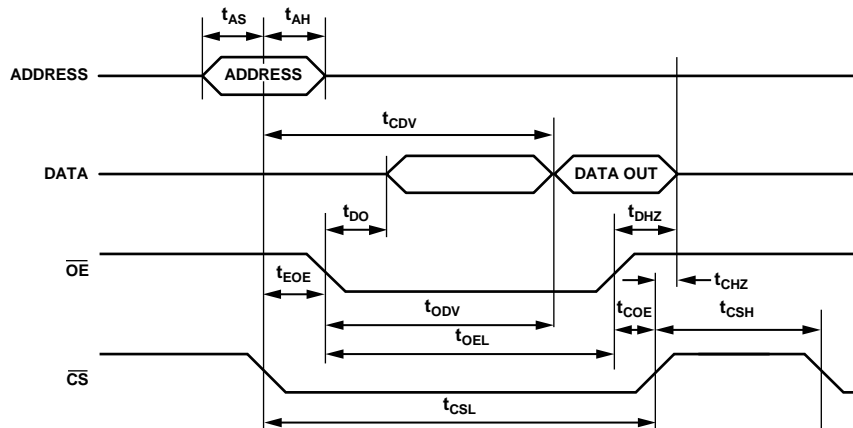 tAS tAH
ADDRESS ADDRESS
tCDV
DATA DATA OUT
tDO tDHZ
OE tEOE tCHZ
tODV tCOE tCSH
tOEL
CS
tCSL